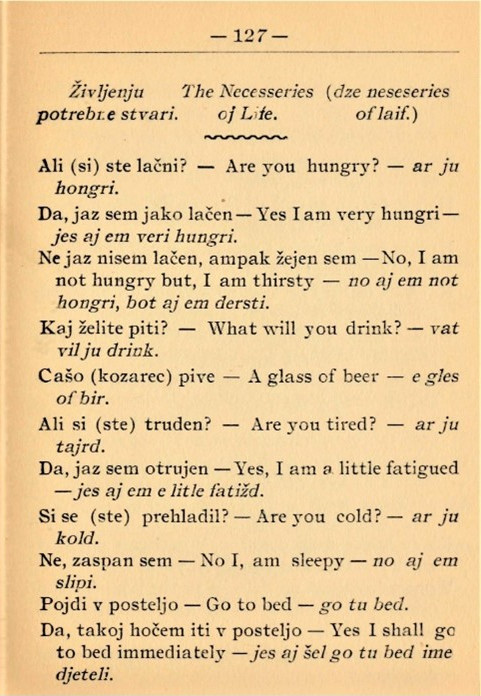 — 127 —
Življenju The Necesseries (dze neseseries
potrebne stvari. of Life. of laif.)
Ali (si) ste lačni? — Are you hungry? — ar ju
hongri.
Da, jaz sem jako lačen — Yes I am very hungri —
jes aj em veri hungri.
Ne jaz nisem lačen, ampak žejen sem — No, I am
not hungry but, I am thirsty — no aj em not
hongri, bot aj em dersti.
Kaj želite piti? — What will you drink? — vat
vil ju drink.
Cašo (kozarec) pive — A glass of beer — e gles
of bir.
Ali si (ste) truden? — Are you tired? — ar ju
tajrd.
Da, jaz sem otrujen — Yes, I am a little fatigued
— jes aj em e litle fatižd.
Si se (ste) prehladil? — Are you cold? — ar ju
kold.
Ne, zaspan sem — No I, am sleepy — no aj em
slipi.
Pojdi v posteljo — Go to bed — go tu bed.
Da, takoj hočem iti v posteljo — Yes I shall go
to bed immediately — jes aj šel go tu bed ime
djeteli.